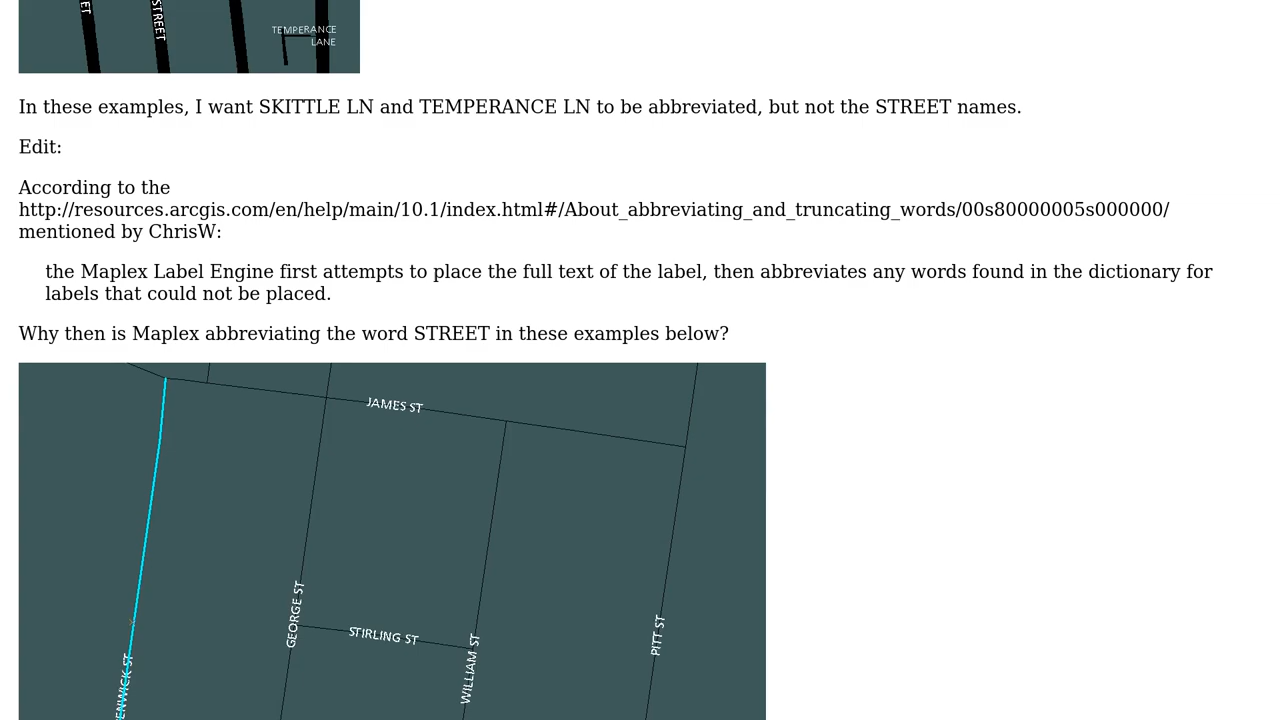 STREET
TEMPERANCE
LANE
In these examples, I want SKITTLE LN and TEMPERANCE LN to be abbreviated, but not the STREET names.
Edit:
According to the
http://resources.arcgis.com/en/help/main/10.1/index.html#/About_abbreviating_and_truncating_words/00s80000005s000000/
mentioned by ChrisW:
the Maplex Label Engine first attempts to place the full text of the label, then abbreviates any words found in the dictionary for
labels that could not be placed.
Why then is Maplex abbreviating the word STREET in these examples below?
JAMES ST
GEORGE ST
STIRLING ST
WILLIAM ST
PITT ST
ENWICK ST